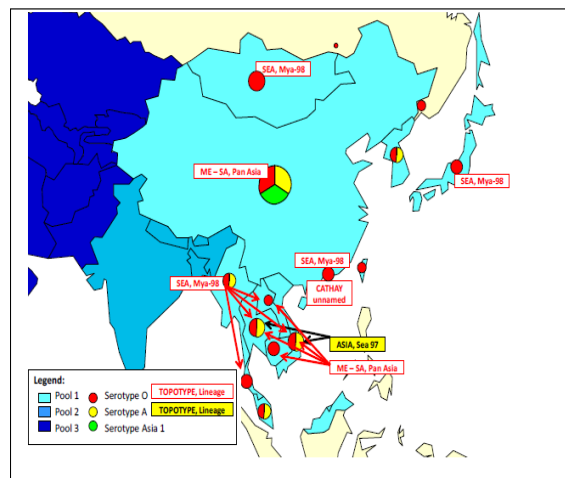 SEA, Mya-98
ME – SA, Pan Asia
SEA, Mya-98
SEA, Mya-98
CATHAY
unnamed
SEA, Mya-98
ASIA, Sea 97
ME – SA, Pan Asia
Legend:
Pool 1 Serotype O TOPOTYPE, Lineage
Pool 2 Serotype A TOPOTYPE, Lineage
Pool 3 Serotype Asia 1